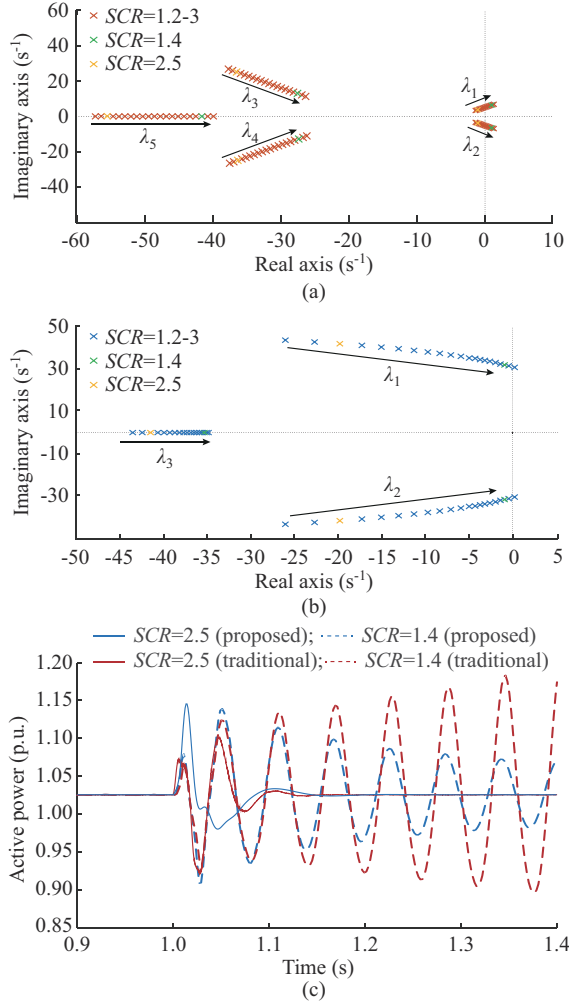 SCR=1.2-3
SCR=1.4
SCR=2.5
λ1
λ2
λ3
λ4
λ5
60
40
20
0
-20
-40
Imaginary axis (s-1)
-60 -50 -40 -30 -20 -10 0 10
Real axis (s-1)
(a)
SCR=1.2-3
SCR=1.4
SCR=2.5
λ1
λ2
λ3
50
40
20
0
-30
Imaginary axis (s-1)
-50 -45 -40 -35 -30 -25 -20 -15 -10 -5 0 5
Real axis (s-1)
(b)
SCR=2.5 (proposed); SCR=1.4 (proposed)
SCR=2.5 (traditional); SCR=1.4 (traditional)
1.20
1.15
1.10
1.05
1.00
0.95
0.90
0.85
Active power (p.u.)
0.9 1.0 1.1 1.2 1.3 1.4
Time (s)
(c)